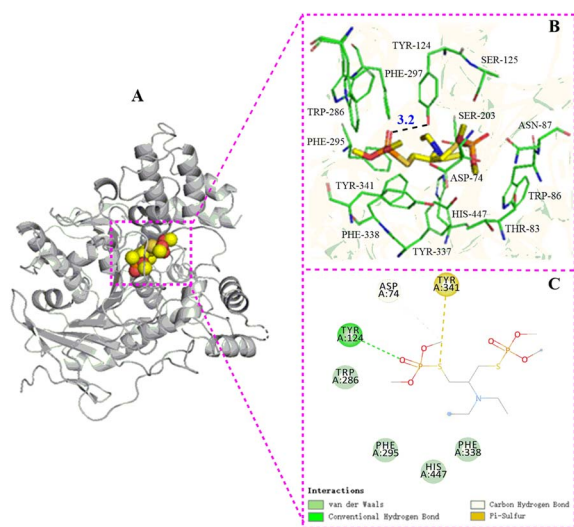 A
B
TYR-124
SER-125
PHE-297
TRP-286
3.2
SER-203
ASN-87
PHE-295
ASP-74
TYR-341
TRP-86
HIS-447
PHE-338
THR-83
TYR-337
C
ASP
A:74
TYR
A:341
TYR
A:124
TRP
A:286
PHE
A:295
HIS
A:447
PHE
A:338
O
O
P
S
O
N
S
P
O
O
Interactions
van der Waals
Conventional Hydrogen Bond
Carbon Hydrogen Bond
Pi-Sulfur